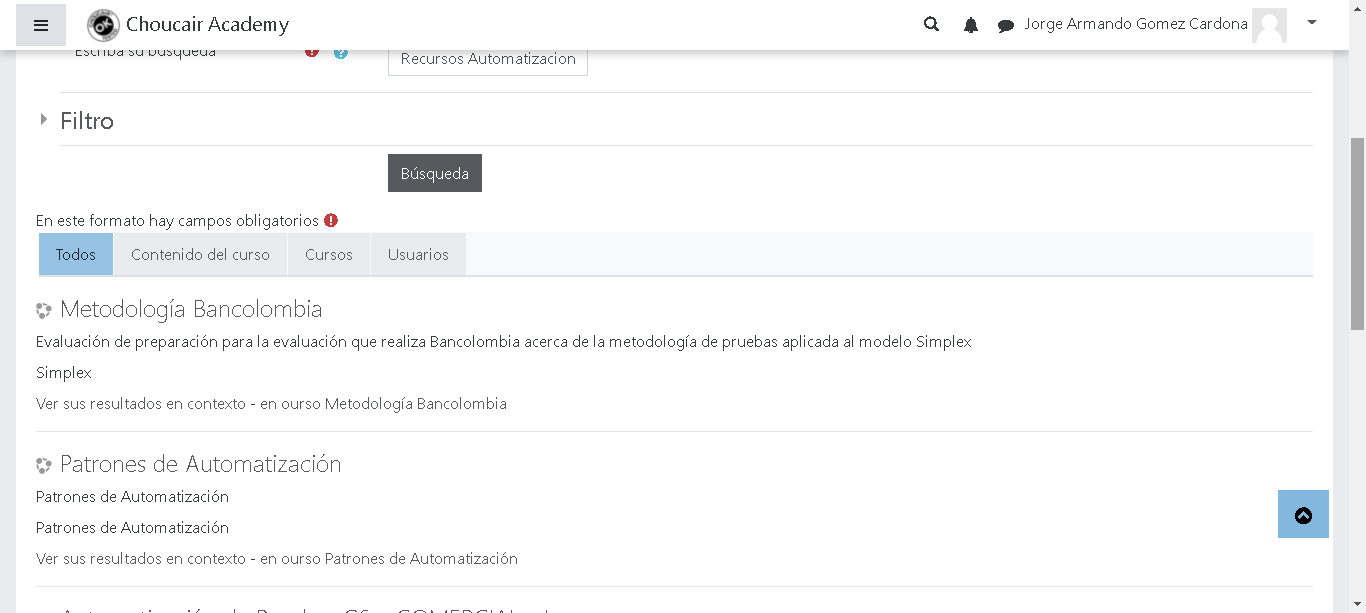 Choucair Academy
Jorge Armando Gomez Cardona
Escriba su búsqueda
Recursos Automatizacion
Filtro
Búsqueda
En este formato hay campos obligatorios
Todos
Contenido del curso
Cursos
Usuarios
Metodología Bancolombia
Evaluación de preparación para la evaluación que realiza Bancolombia acerca de la metodología de pruebas aplicada al modelo Simplex
Simplex
Ver sus resultados en contexto - en ourso Metodología Bancolombia
Patrones de Automatización
Patrones de Automatización
Patrones de Automatización
Ver sus resultados en contexto - en ourso Patrones de Automatización